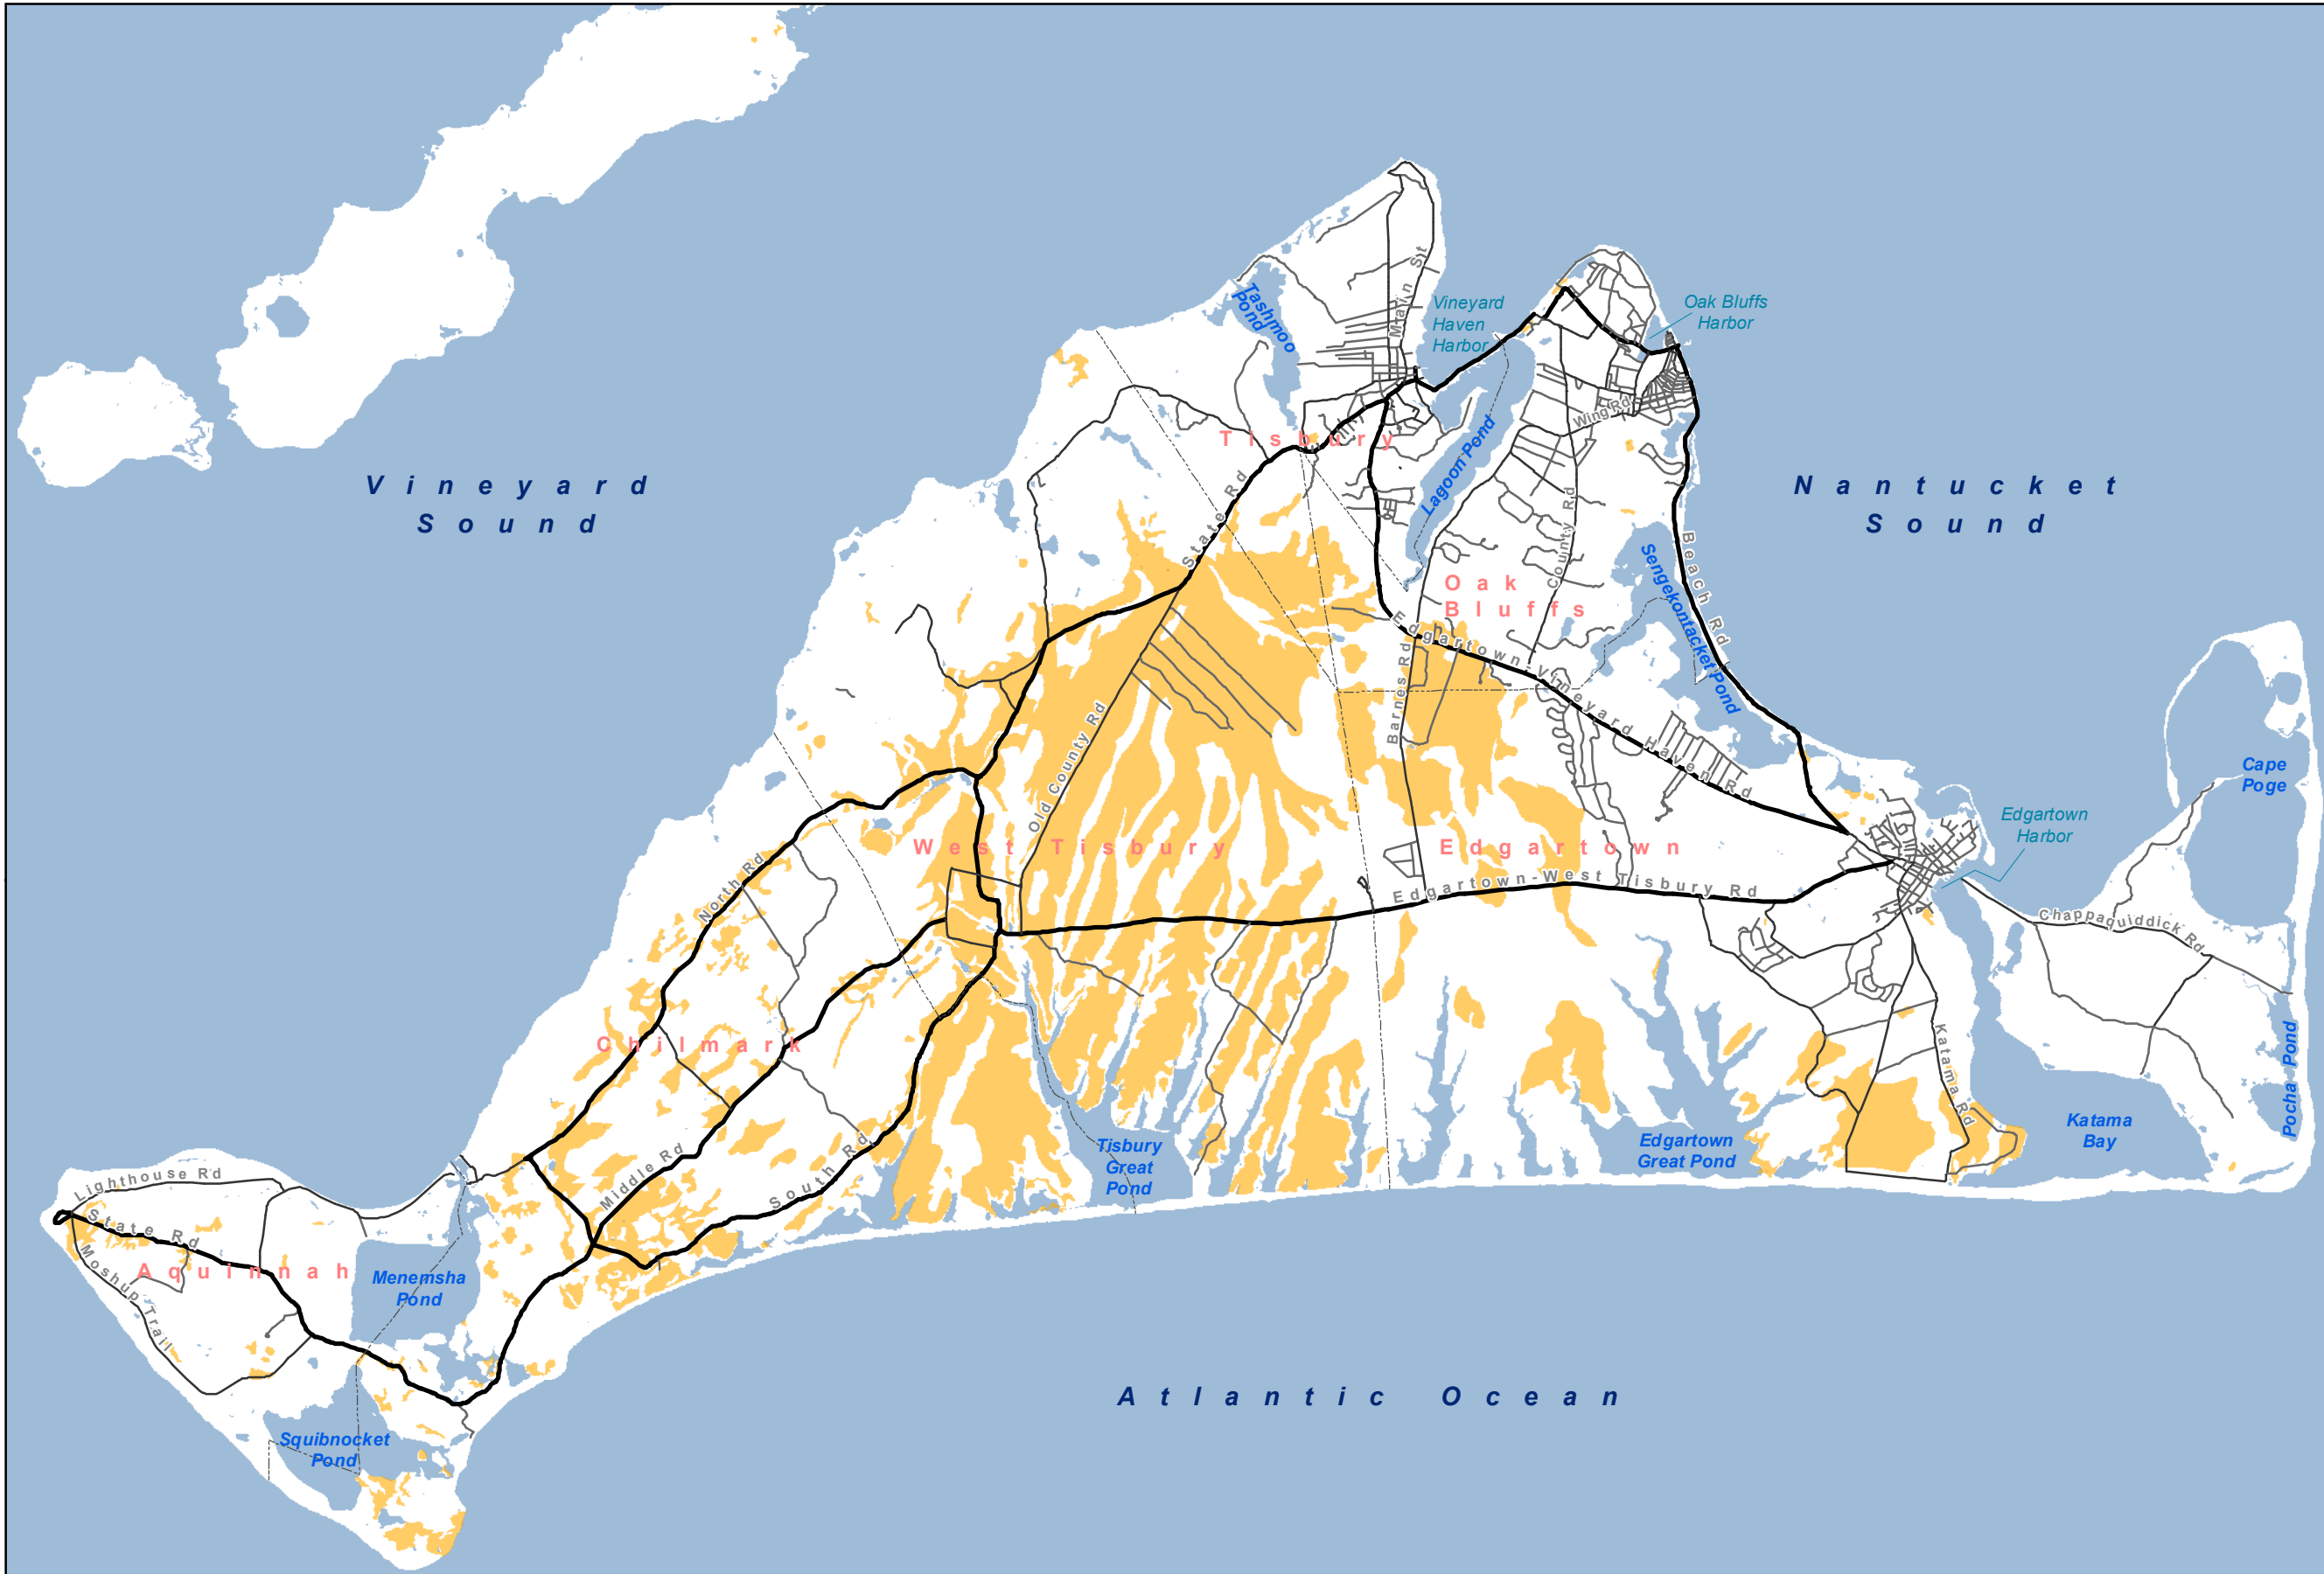 Vineyard
Sound
Nantucket
Sound
Atlantic Ocean
Tashmoo
Pond
Main St
Vineyard
Haven
Harbor
Oak Bluffs
Harbor
Wing Rd
Tisbury
Lagoon Pond
State Rd
County Rd
Beach Rd
Oak
Bluffs
Sengekontacket Pond
Edgartown-Vineyard Haven Rd
Barnes Rd
Old County Rd
Cape
Poge
Edgartown
Harbor
West Tisbury
Edgartown
Edgartown-West Tisbury Rd
North Rd
Chappaquiddick Rd
Chilmark
Katama Rd
Pocha Pond
Katama
Bay
Tisbury
Great
Pond
Edgartown
Great Pond
Middle Rd
South Rd
Lighthouse Rd
State Rd
Moshup Trail
Aquinnah
Menemsha
Pond
Squibnocket
Pond